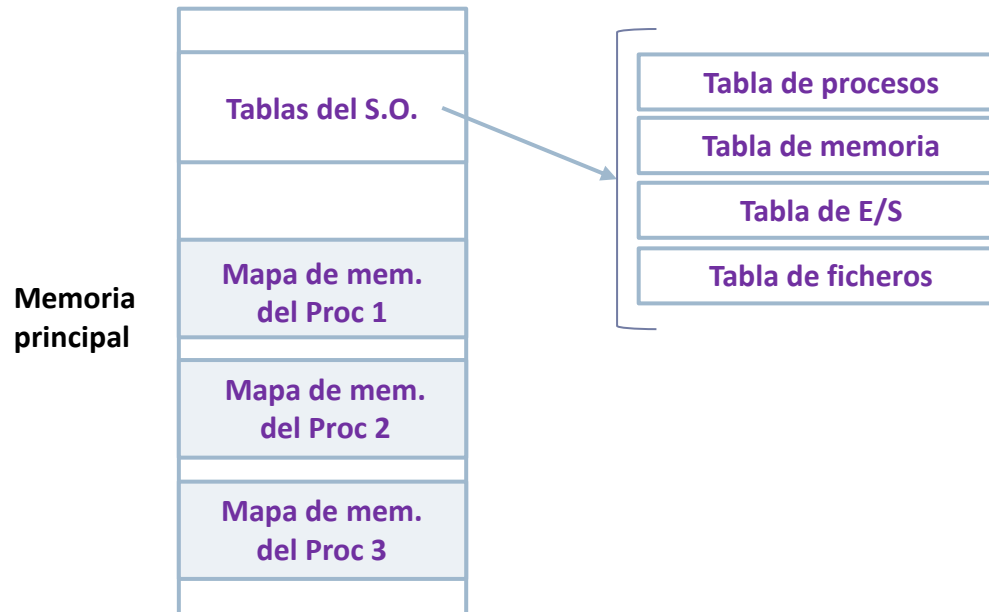 Tablas del S.O.
Mapa de mem.
del Proc 1
Mapa de mem.
del Proc 2
Mapa de mem.
del Proc 3
Memoria
principal
Tabla de procesos
Tabla de memoria
Tabla de E/S
Tabla de ficheros